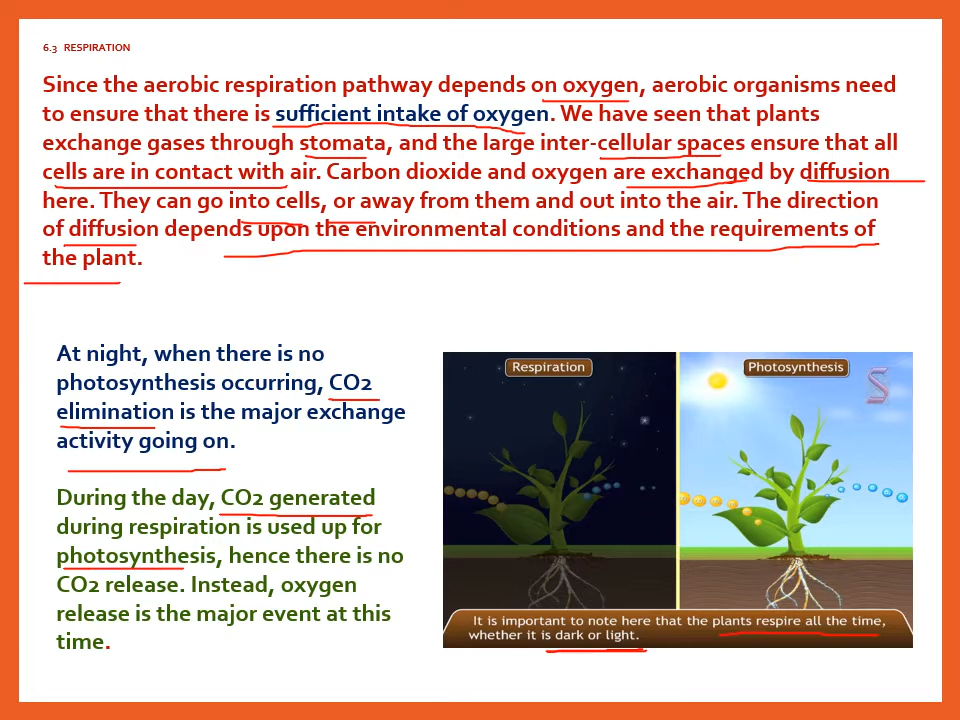 6.3 RESPIRATION
Since the aerobic respiration pathway depends on oxygen, aerobic organisms need
to ensure that there is sufficient intake of oxygen. We have seen that plants
exchange gases through stomata, and the large inter-cellular spaces ensure that all
cells are in contact with air. Carbon dioxide and oxygen are exchanged by diffusion
here. They can go into cells, or away from them and out into the air. The direction
of diffusion depends upon the environmental conditions and the requirements of
the plant.
At night, when there is no
photosynthesis occurring, CO2
elimination is the major exchange
activity going on.
During the day, CO2 generated
during respiration is used up for
photosynthesis, hence there is no
CO2 release. Instead, oxygen
release is the major event at this
time.
Respiration
Photosynthesis
S
It is important to note here that the plants respire all the time,
whether it is dark or light.